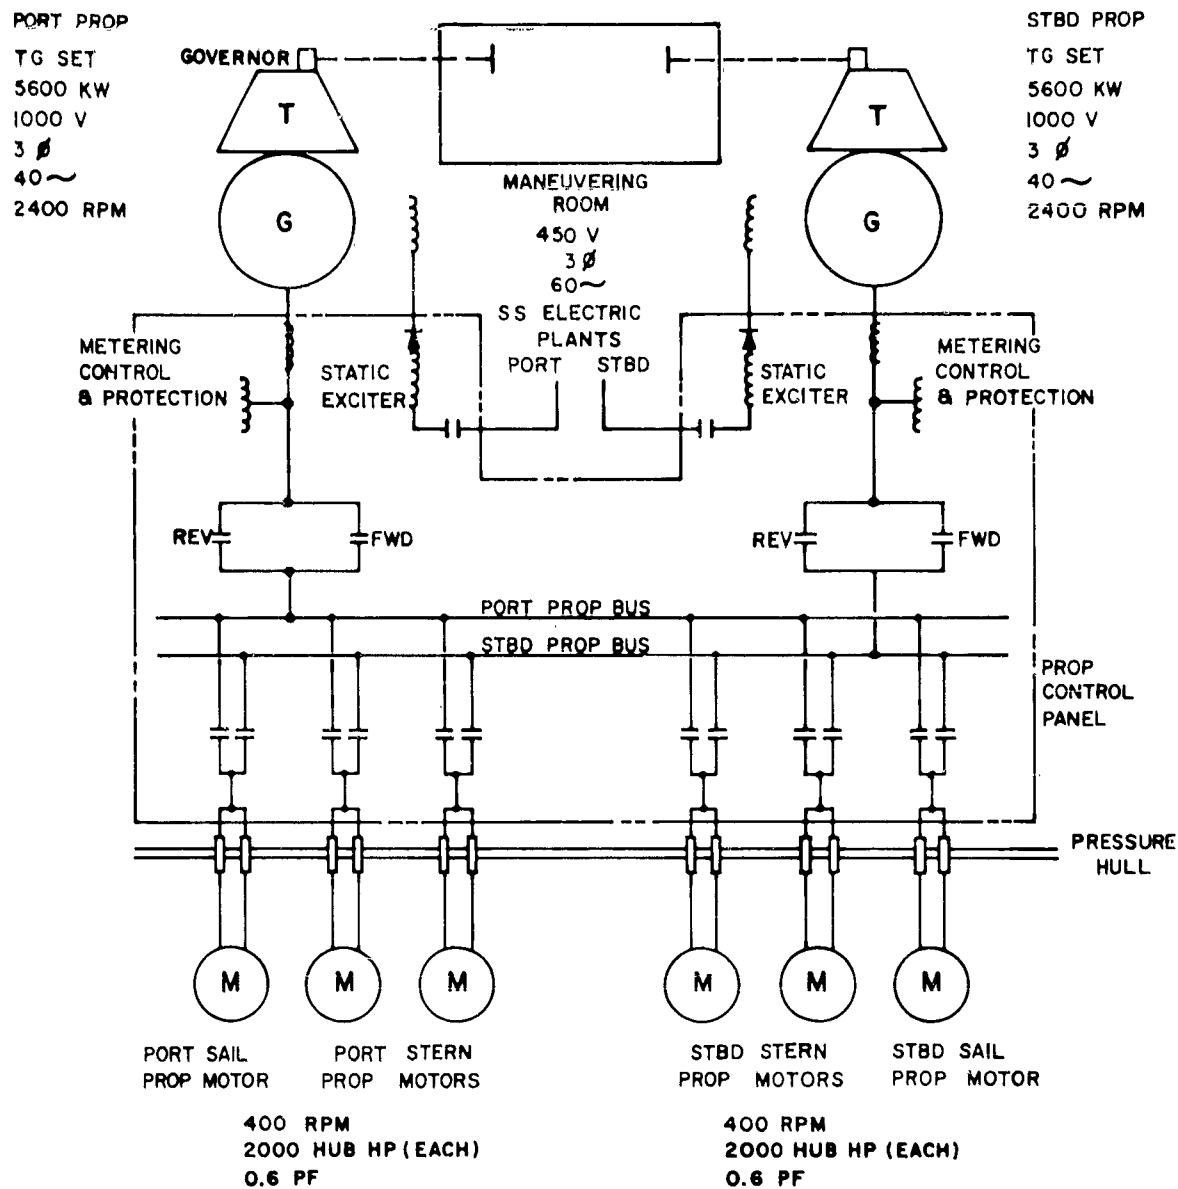 PORT PROP
TG SET
5600 KW
1000 V
3 ø
40 ~
2400 RPM
GOVERNOR
T
G
STBD PROP
TG SET
5600 KW
1000 V
3 ø
40 ~
2400 RPM
T
G
MANEUVERING
ROOM
450 V
3 ø
60 ~
SS ELECTRIC
PLANTS
PORT STBD
METERING
CONTROL
& PROTECTION
STATIC
EXCITER
STATIC
EXCITER
METERING
CONTROL
& PROTECTION
REV FWD
REV FWD
PORT PROP BUS
STBD PROP BUS
PROP
CONTROL
PANEL
PRESSURE
HULL
M M M M M M
PORT SAIL
PROP MOTOR
PORT STERN
PROP MOTORS
STBD STERN
PROP MOTORS
STBD SAIL
PROP MOTOR
400 RPM
2000 HUB HP (EACH)
0.6 PF
400 RPM
2000 HUB HP (EACH)
0.6 PF